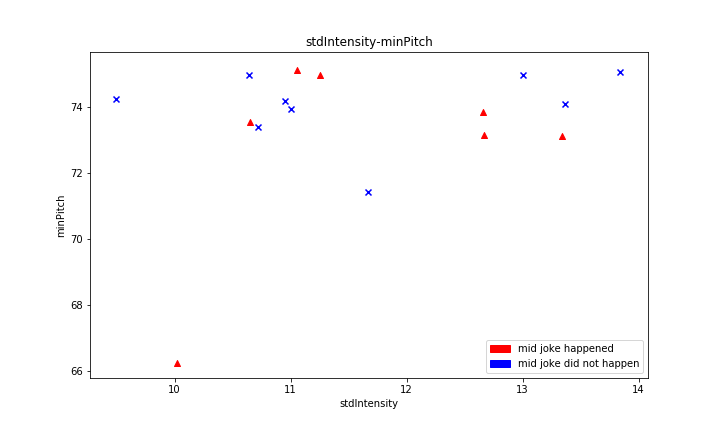 stdIntensity-minPitch
minPitch
74
72
70
68
66
10 11 12 13 14
stdIntensity
mid joke happened
mid joke did not happen